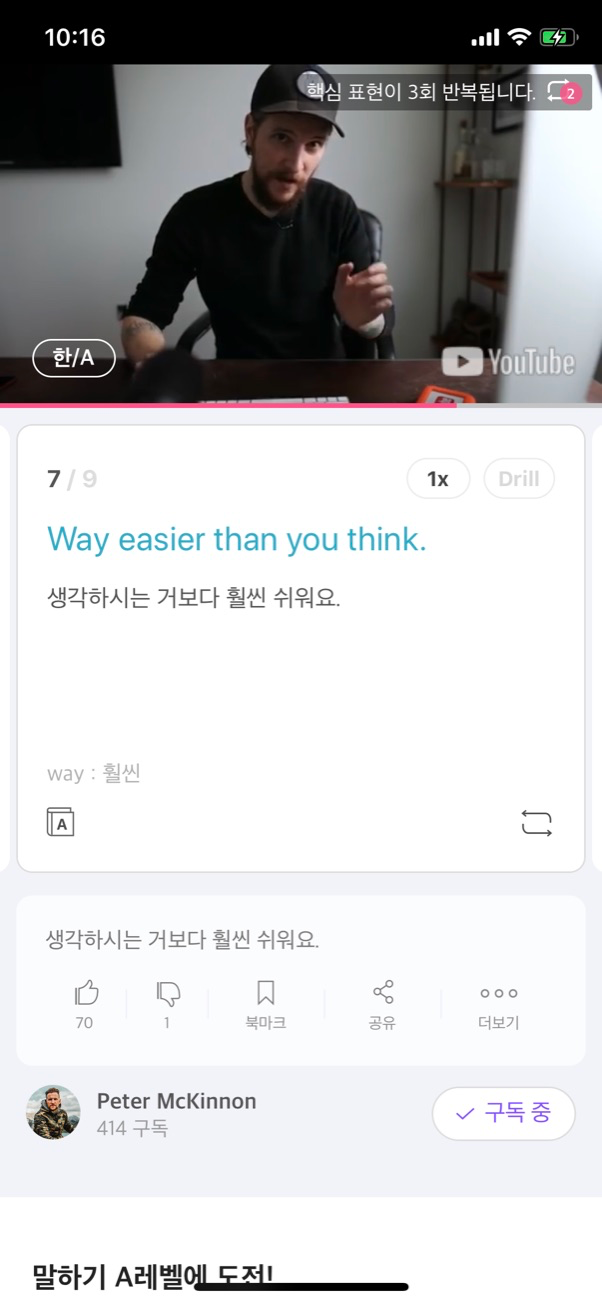 10:16
핵심 표현이 3회 반복됩니다. 2
한/A
YouTube
7 / 9
1x
Drill
Way easier than you think.
생각하시는 거보다 훨씬 쉬워요.
way : 훨씬
A
생각하시는 거보다 훨씬 쉬워요.
70
1
북마크
공유
더보기
Peter McKinnon
414 구독
구독 중
말하기 A레벨에 도전!